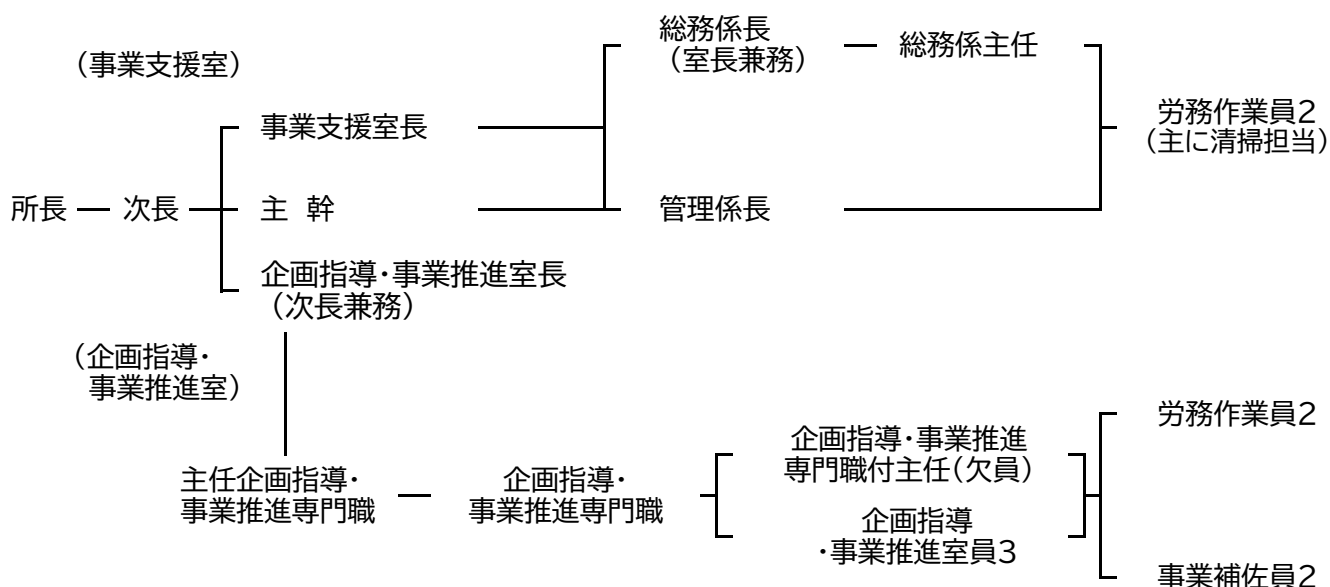 総務係長
(室長兼務)
総務係主任
(事業支援室)
労務作業員2
(主に清掃担当)
事業支援室長
所長
次長
主 幹
管理係長
企画指導・事業推進室長
(次長兼務)
(企画指導・
事業推進室)
労務作業員2
企画指導・事業推進
専門職付主任(欠員)
主任企画指導・
事業推進専門職
企画指導・
事業推進専門職
企画指導
・事業推進室員3
事業補佐員2